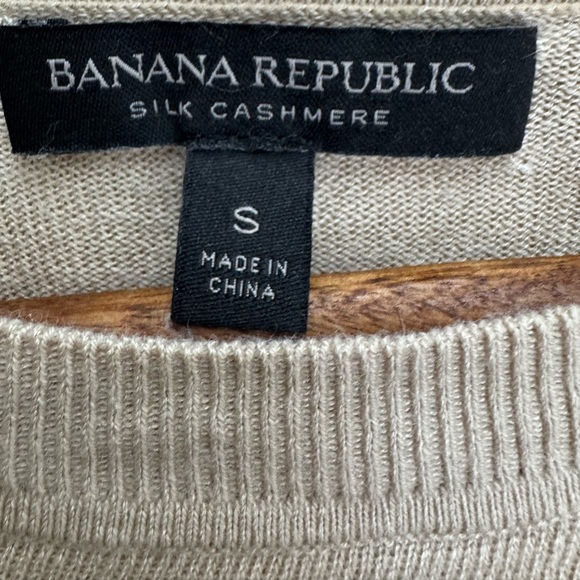 BANANA REPUBLIC
SILK CASHMERE
S
MADE IN
CHINA